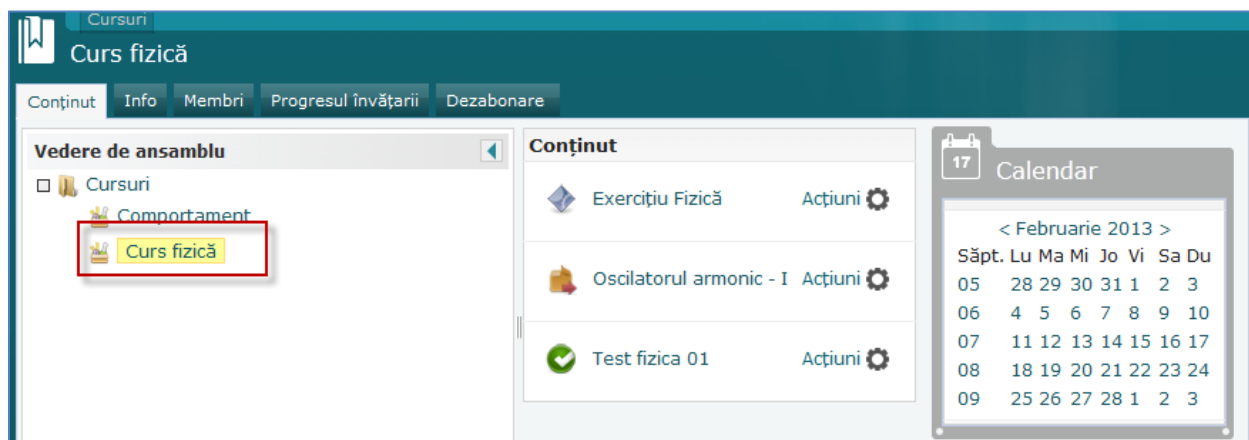 Cursuri
Curs fizică
Conținut Info Membri Progresul învățarii Dezabonare
Vedere de ansamblu
Cursuri
Comportament
Curs fizică
Conținut
Exercițiu Fizică Acțiuni
Oscilatorul armonic - I Acțiuni
Test fizica 01 Acțiuni
17
Calendar
< Februarie 2013 >
Săpt. Lu Ma Mi Jo Vi Sa Du
05 28 29 30 31 1 2 3
06 4 5 6 7 8 9 10
07 11 12 13 14 15 16 17
08 18 19 20 21 22 23 24
09 25 26 27 28 1 2 3